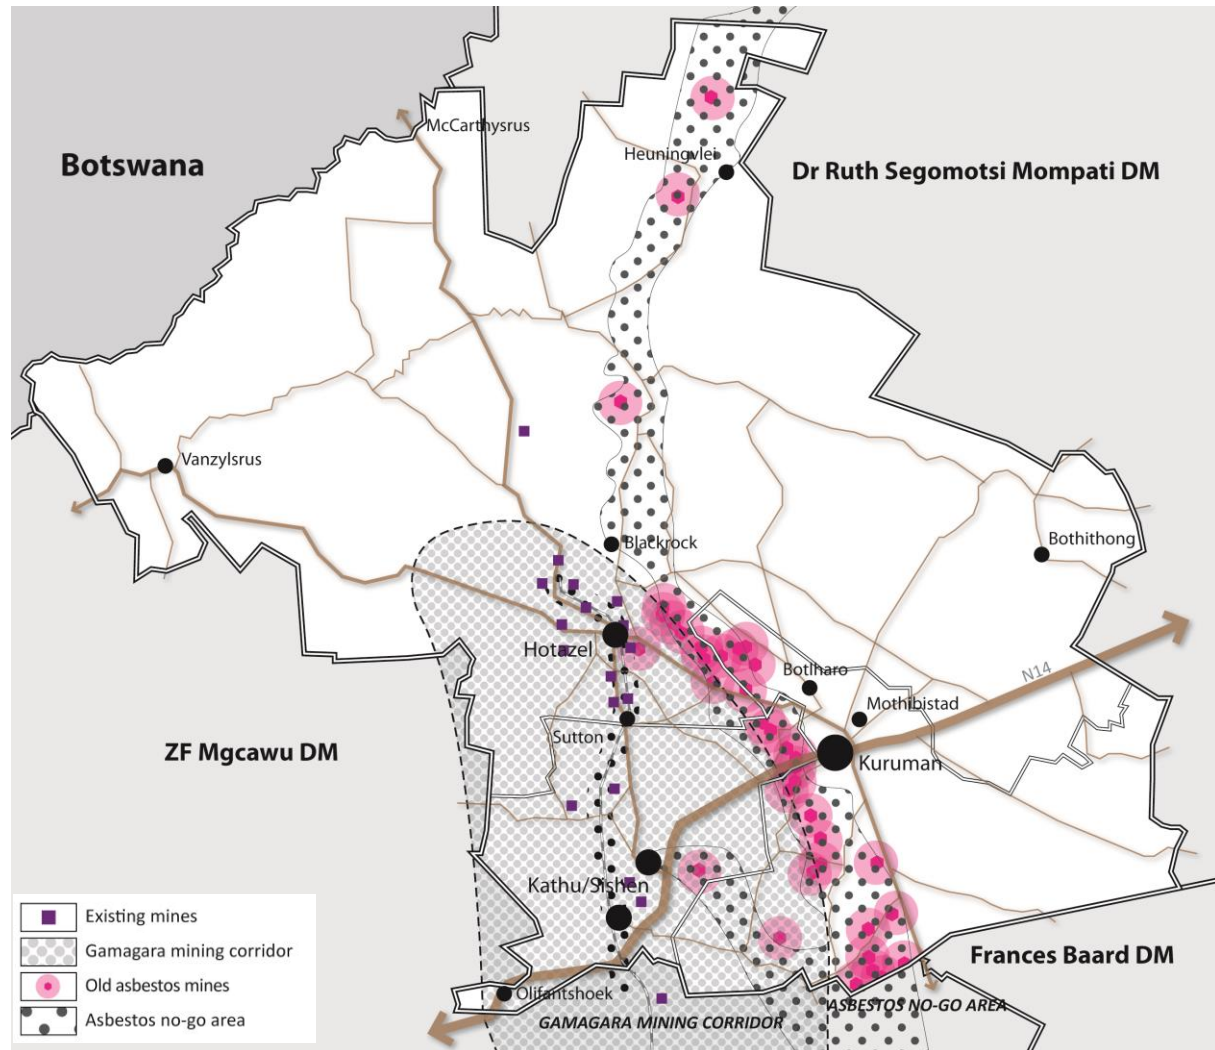 McCarthysrus
Botswana
Heuningvlei
Dr Ruth Segomotsi Mompati DM
Vanzylsrus
Blackrock
Bothithong
Hotazel
Botlharo
N14
Mothibistad
Sutton
ZF Mgcawu DM
Kuruman
Kathu/Sishen
Existing mines
Gamagara mining corridor
Old asbestos mines
Asbestos no-go area
Frances Baard DM
Olifantshoek
ASBESTOS NO-GO AREA
GAMAGARA MINING CORRIDOR